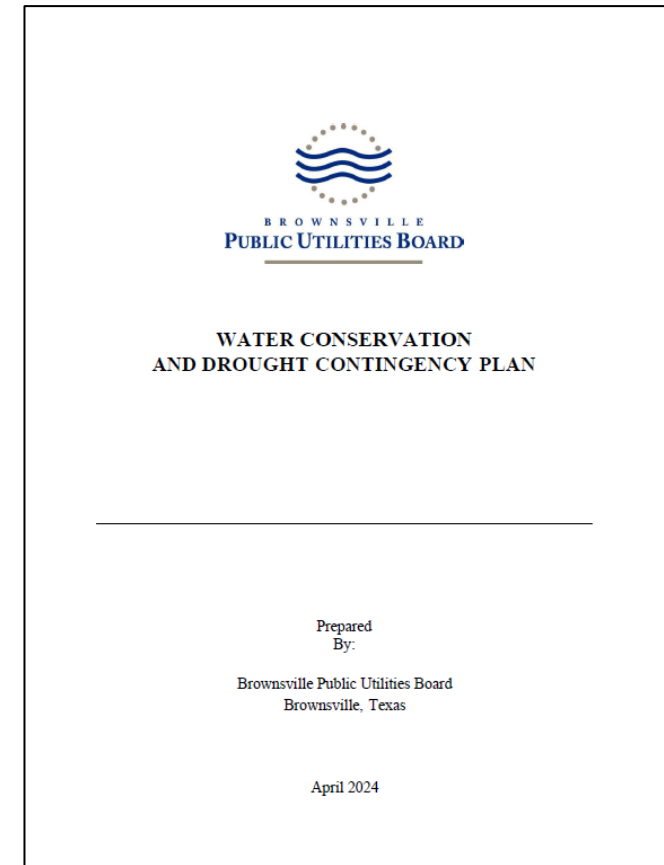 BROWNSVILLE
PUBLIC UTILITIES BOARD
WATER CONSERVATION
AND DROUGHT CONTINGENCY PLAN
Prepared
By:
Brownsville Public Utilities Board
Brownsville, Texas
April 2024